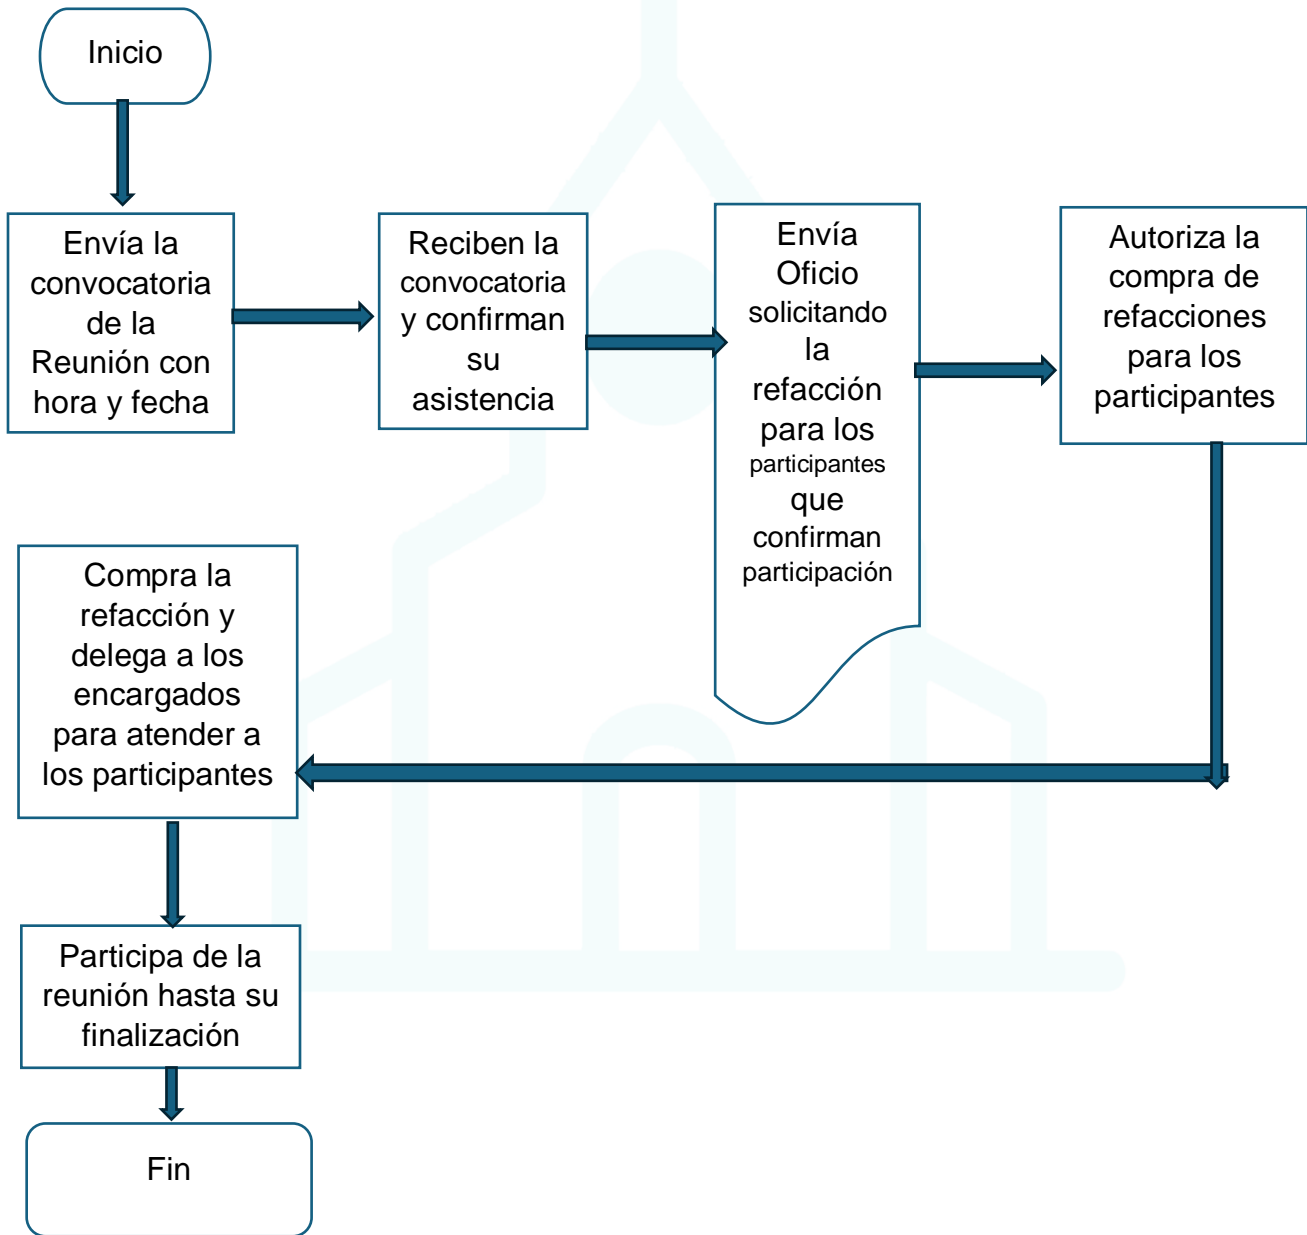 Inicio
Envía la
convocatoria
de la
Reunión con
hora y fecha
Reciben la
convocatoria
y confirman
su
asistencia
Envía
Oficio
solicitando
la
refacción
para los
participantes
que
confirman
participación
Autoriza la
compra de
refacciones
para los
participantes
Compra la
refacción y
delega a los
encargados
para atender a
los participantes
Participa de la
reunión hasta su
finalización
Fin